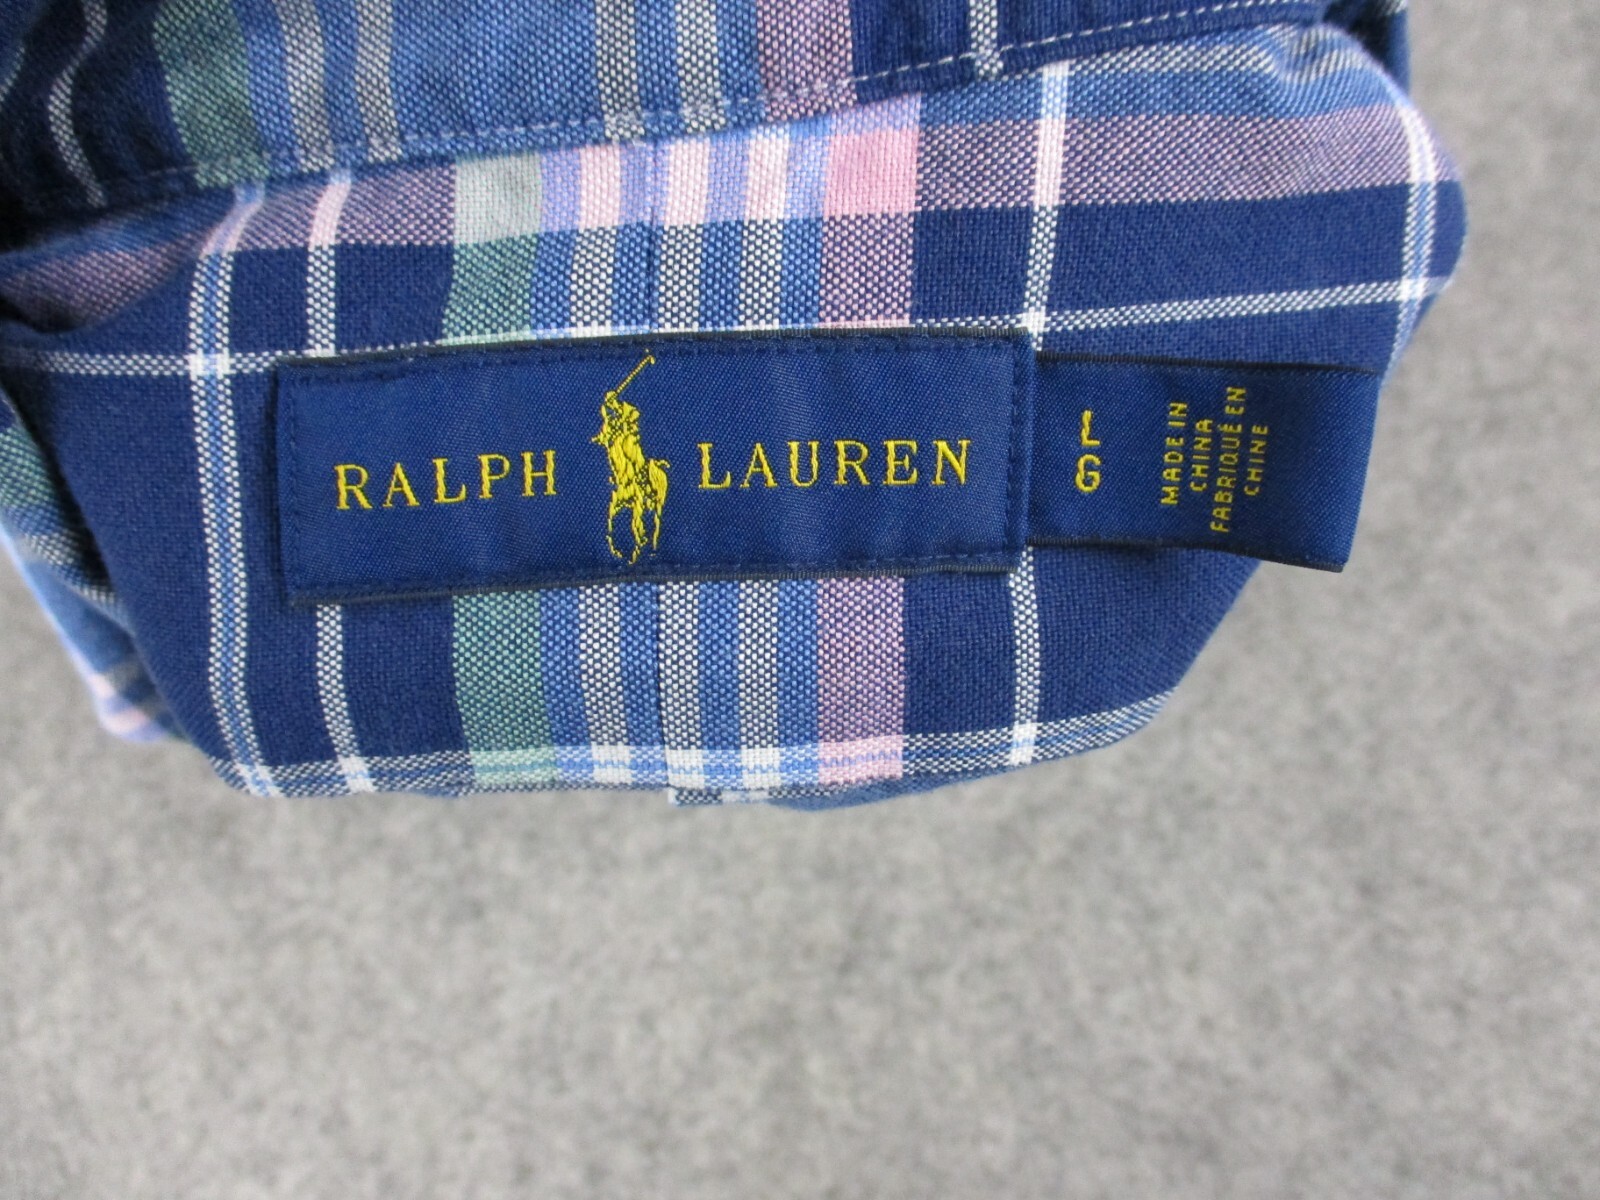 RALPH LAUREN
L
G
MADE IN
CHINA
FABRIQUÉ EN
CHINE